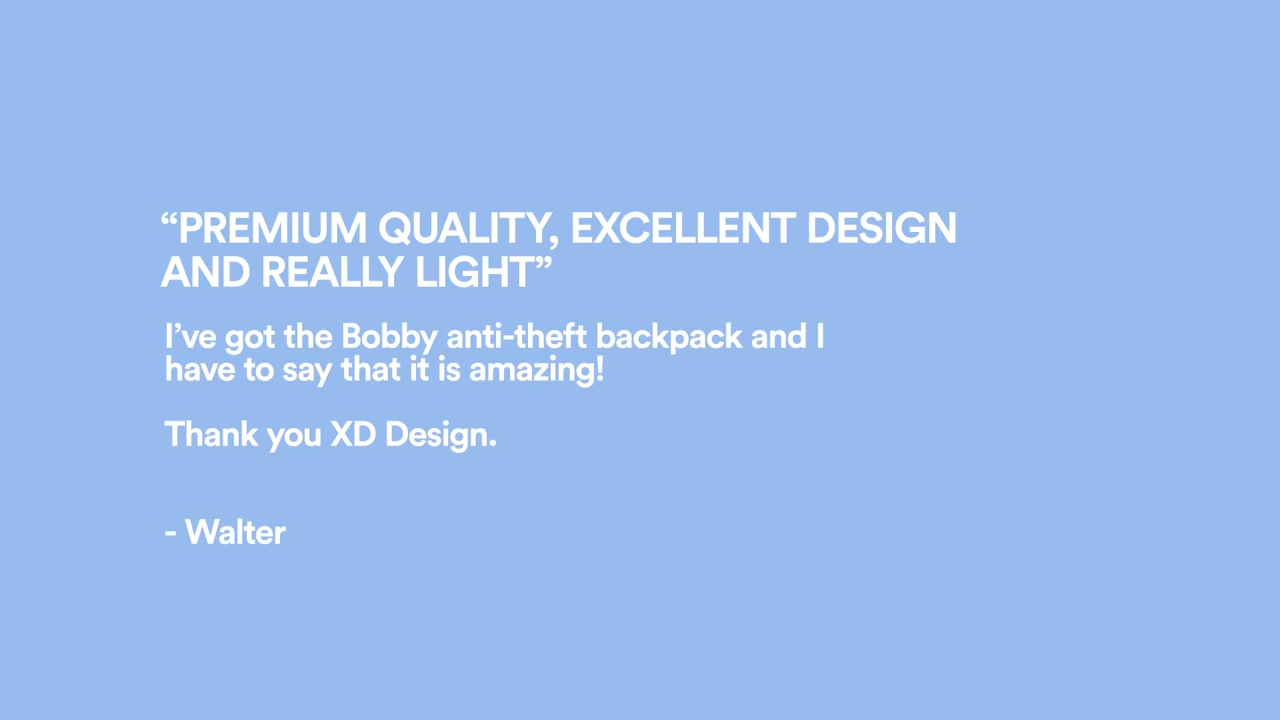 “PREMIUM QUALITY, EXCELLENT DESIGN
AND REALLY LIGHT”
I’ve got the Bobby anti-theft backpack and I
have to say that it is amazing!
Thank you XD Design.
- Walter